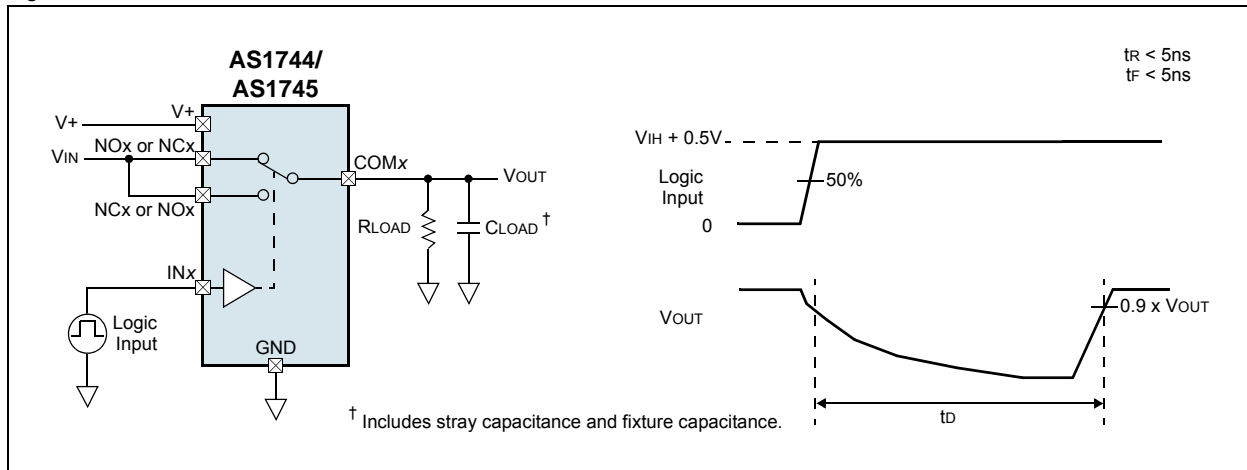 AS1744/
AS1745
V+
V+
NOx or NCx
VIN
COMx
VOUT
NCx or NOx
RLOAD
CLOAD †
INx
Logic
Input
GND
† Includes stray capacitance and fixture capacitance.
tR < 5ns
tF < 5ns
VIH + 0.5V
Logic
Input
50%
0
VOUT
0.9 x VOUT
tD